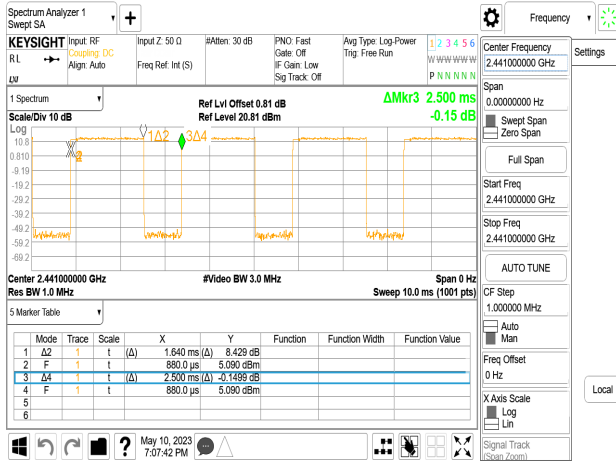 Spectrum Analyzer 1
Swept SA
Frequency
KEYSIGHT
RL
Input: RF
Coupling: DC
Align: Auto
Input Z: 50 Ω
Freq Ref: Int (S)
#Atten: 30 dB
PNO: Fast
Gate: Off
IF Gain: Low
Sig Track: Off
Avg Type: Log-Power
Trig: Free Run
1 2 3 4 5 6
W W W W W W
P N N N N N
1 Spectrum
Scale/Div 10 dB
Ref Lvl Offset 0.81 dB
Ref Level 20.81 dBm
ΔMkr3 2.500 ms
-0.15 dB
Log
10.8
0.810
-9.19
-19.2
-29.2
-39.2
-49.2
-59.2
-69.2
1Δ2
3Δ4
Center 2.441000000 GHz
Res BW 1.0 MHz
#Video BW 3.0 MHz
Span 0 Hz
Sweep 10.0 ms (1001 pts)
5 Marker Table
Mode Trace Scale X Y Function Function Width Function Value
1 Δ2 1 t (Δ) 1.640 ms (Δ) 8.429 dB
2 F 1 t 880.0 µs 5.090 dBm
3 Δ4 1 t (Δ) 2.500 ms (Δ) -0.1499 dB
4 F 1 t 880.0 µs 5.090 dBm
5
6
May 10, 2023
7:07:42 PM
Center Frequency
2.441000000 GHz
Settings
Span
0.00000000 Hz
Swept Span
Zero Span
Full Span
Start Freq
2.441000000 GHz
Stop Freq
2.441000000 GHz
AUTO TUNE
CF Step
1.000000 MHz
Auto
Man
Freq Offset
0 Hz
X Axis Scale
Log
Lin
Local
Signal Track
(Span Zoom)